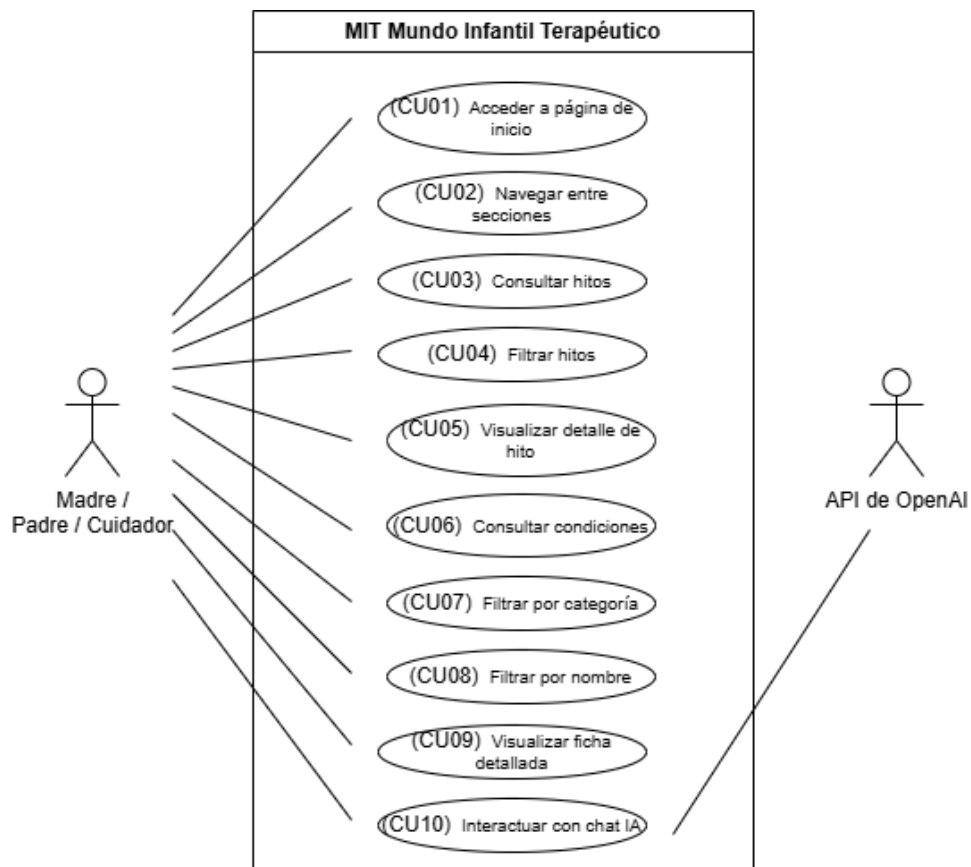 MIT Mundo Infantil Terapéutico
(CU01) Acceder a página de
inicio
(CU02) Navegar entre
secciones
(CU03) Consultar hitos
(CU04) Filtrar hitos
(CU05) Visualizar detalle de
hito
(CU06) Consultar condiciones
(CU07) Filtrar por categoría
(CU08) Filtrar por nombre
(CU09) Visualizar ficha
detallada
(CU10) Interactuar con chat IA
Madre /
Padre / Cuidador
API de OpenAI